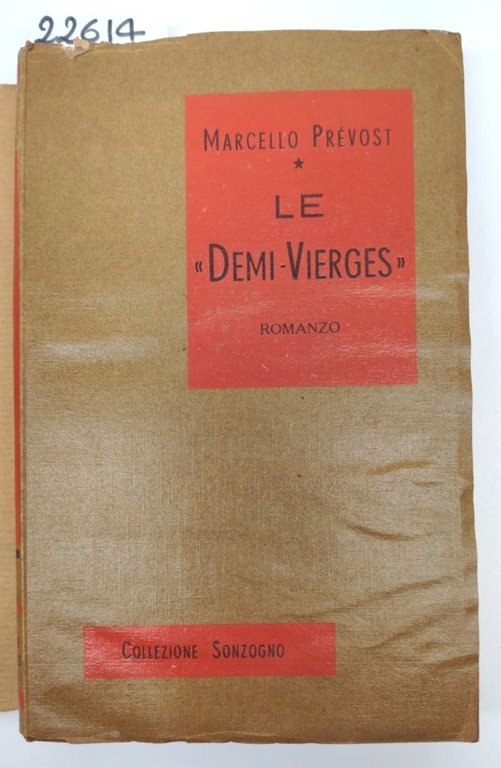 22614
MARCELLO PRÉVOST
★
LE
«DEMI-VIERGES»
ROMANZO
COLLEZIONE SONZOGNO